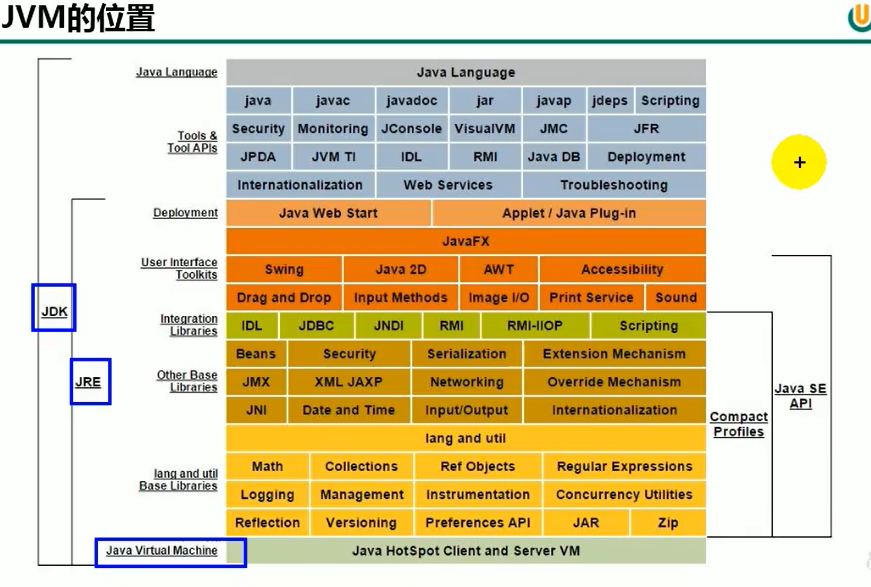 JVM的位置
Java Language Java Language
java javac javadoc jar javap jdeps Scripting
Tools & Tool APIs Security Monitoring JConsole VisualVM JMC JFR
JPDA JVM TI IDL RMI Java DB Deployment
Internationalization Web Services Troubleshooting
Deployment Java Web Start Applet / Java Plug-in
JavaFX
User Interface Toolkits Swing Java 2D AWT Accessibility
Drag and Drop Input Methods Image I/O Print Service Sound
JDK
Integration Libraries IDL JDBC JNDI RMI RMI-IIOP Scripting
Beans Security Serialization Extension Mechanism
JRE
Other Base Libraries JMX XML JAXP Networking Override Mechanism
Java SE API
JNI Date and Time Input/Output Internationalization
Compact Profiles
lang and util
Math Collections Ref Objects Regular Expressions
lang and util Base Libraries Logging Management Instrumentation Concurrency Utilities
Reflection Versioning Preferences API JAR Zip
Java Virtual Machine Java HotSpot Client and Server VM